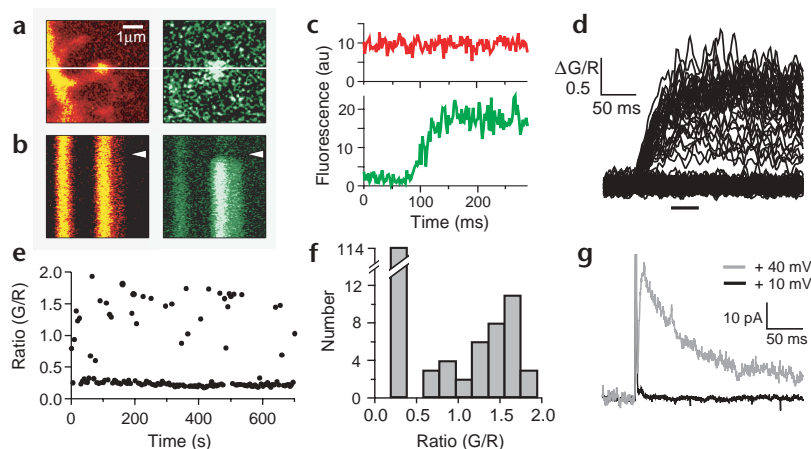 a
1µm
b
c
Fluorescence (au)
10
0
20
10
0
0
100
200
Time (ms)
d
ΔG/R
0.5
50 ms
e
Ratio (G/R)
2.0
1.5
1.0
0.5
0.0
0
200
400
600
Time (s)
f
Number
114
12
8
4
0
0.0
0.5
1.0
1.5
2.0
Ratio (G/R)
g
+ 40 mV
+ 10 mV
10 pA
50 ms